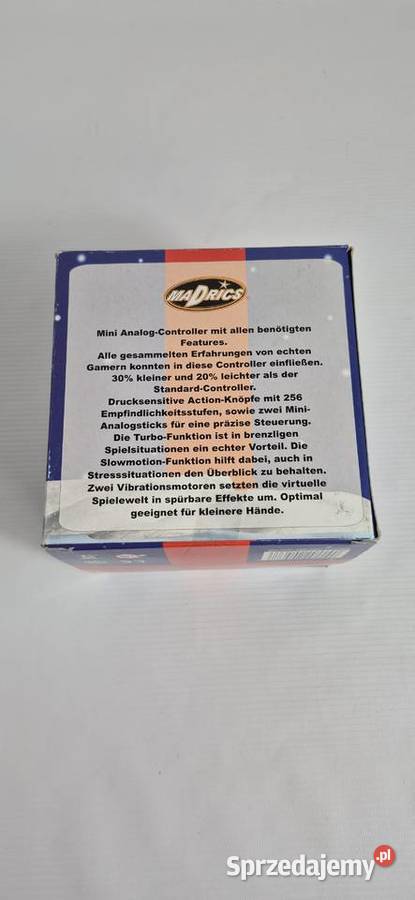 MADRICS
Mini Analog-Controller mit allen benötigten
Features.
Alle gesammelten Erfahrungen von echten
Gamern konnten in diese Controller einfließen.
30% kleiner und 20% leichter als der
Standard-Controller.
Drucksensitive Action-Knöpfe mit 256
Empfindlichkeitsstufen, sowie zwei Mini-
Analogsticks für eine präzise Steuerung.
Die Turbo-Funktion ist in brenzligen
Spielsituationen ein echter Vorteil. Die
Slowmotion-Funktion hilft dabei, auch in
Stresssituationen den Überblick zu behalten.
Zwei Vibrationsmotoren setzten die virtuelle
Spielewelt in spürbare Effekte um. Optimal
geeignet für kleinere Hände.
Sprzedajemy.pl